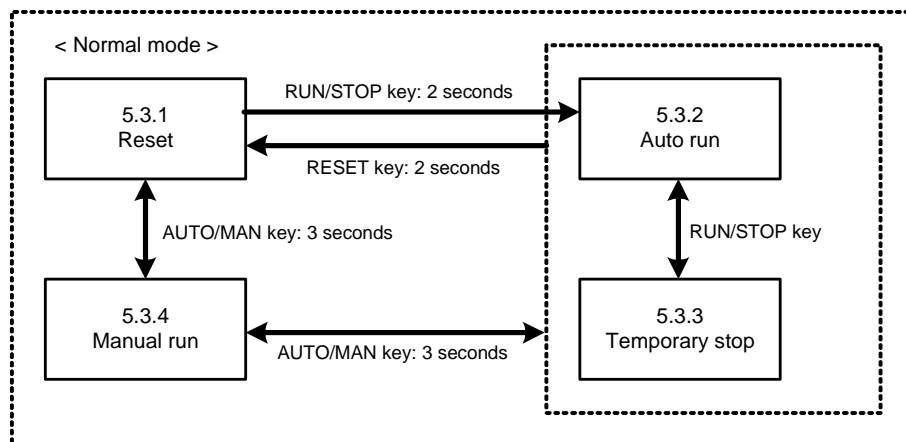 < Normal mode >
5.3.1
Reset
RUN/STOP key: 2 seconds
RESET key: 2 seconds
5.3.2
Auto run
AUTO/MAN key: 3 seconds
RUN/STOP key
5.3.4
Manual run
AUTO/MAN key: 3 seconds
5.3.3
Temporary stop